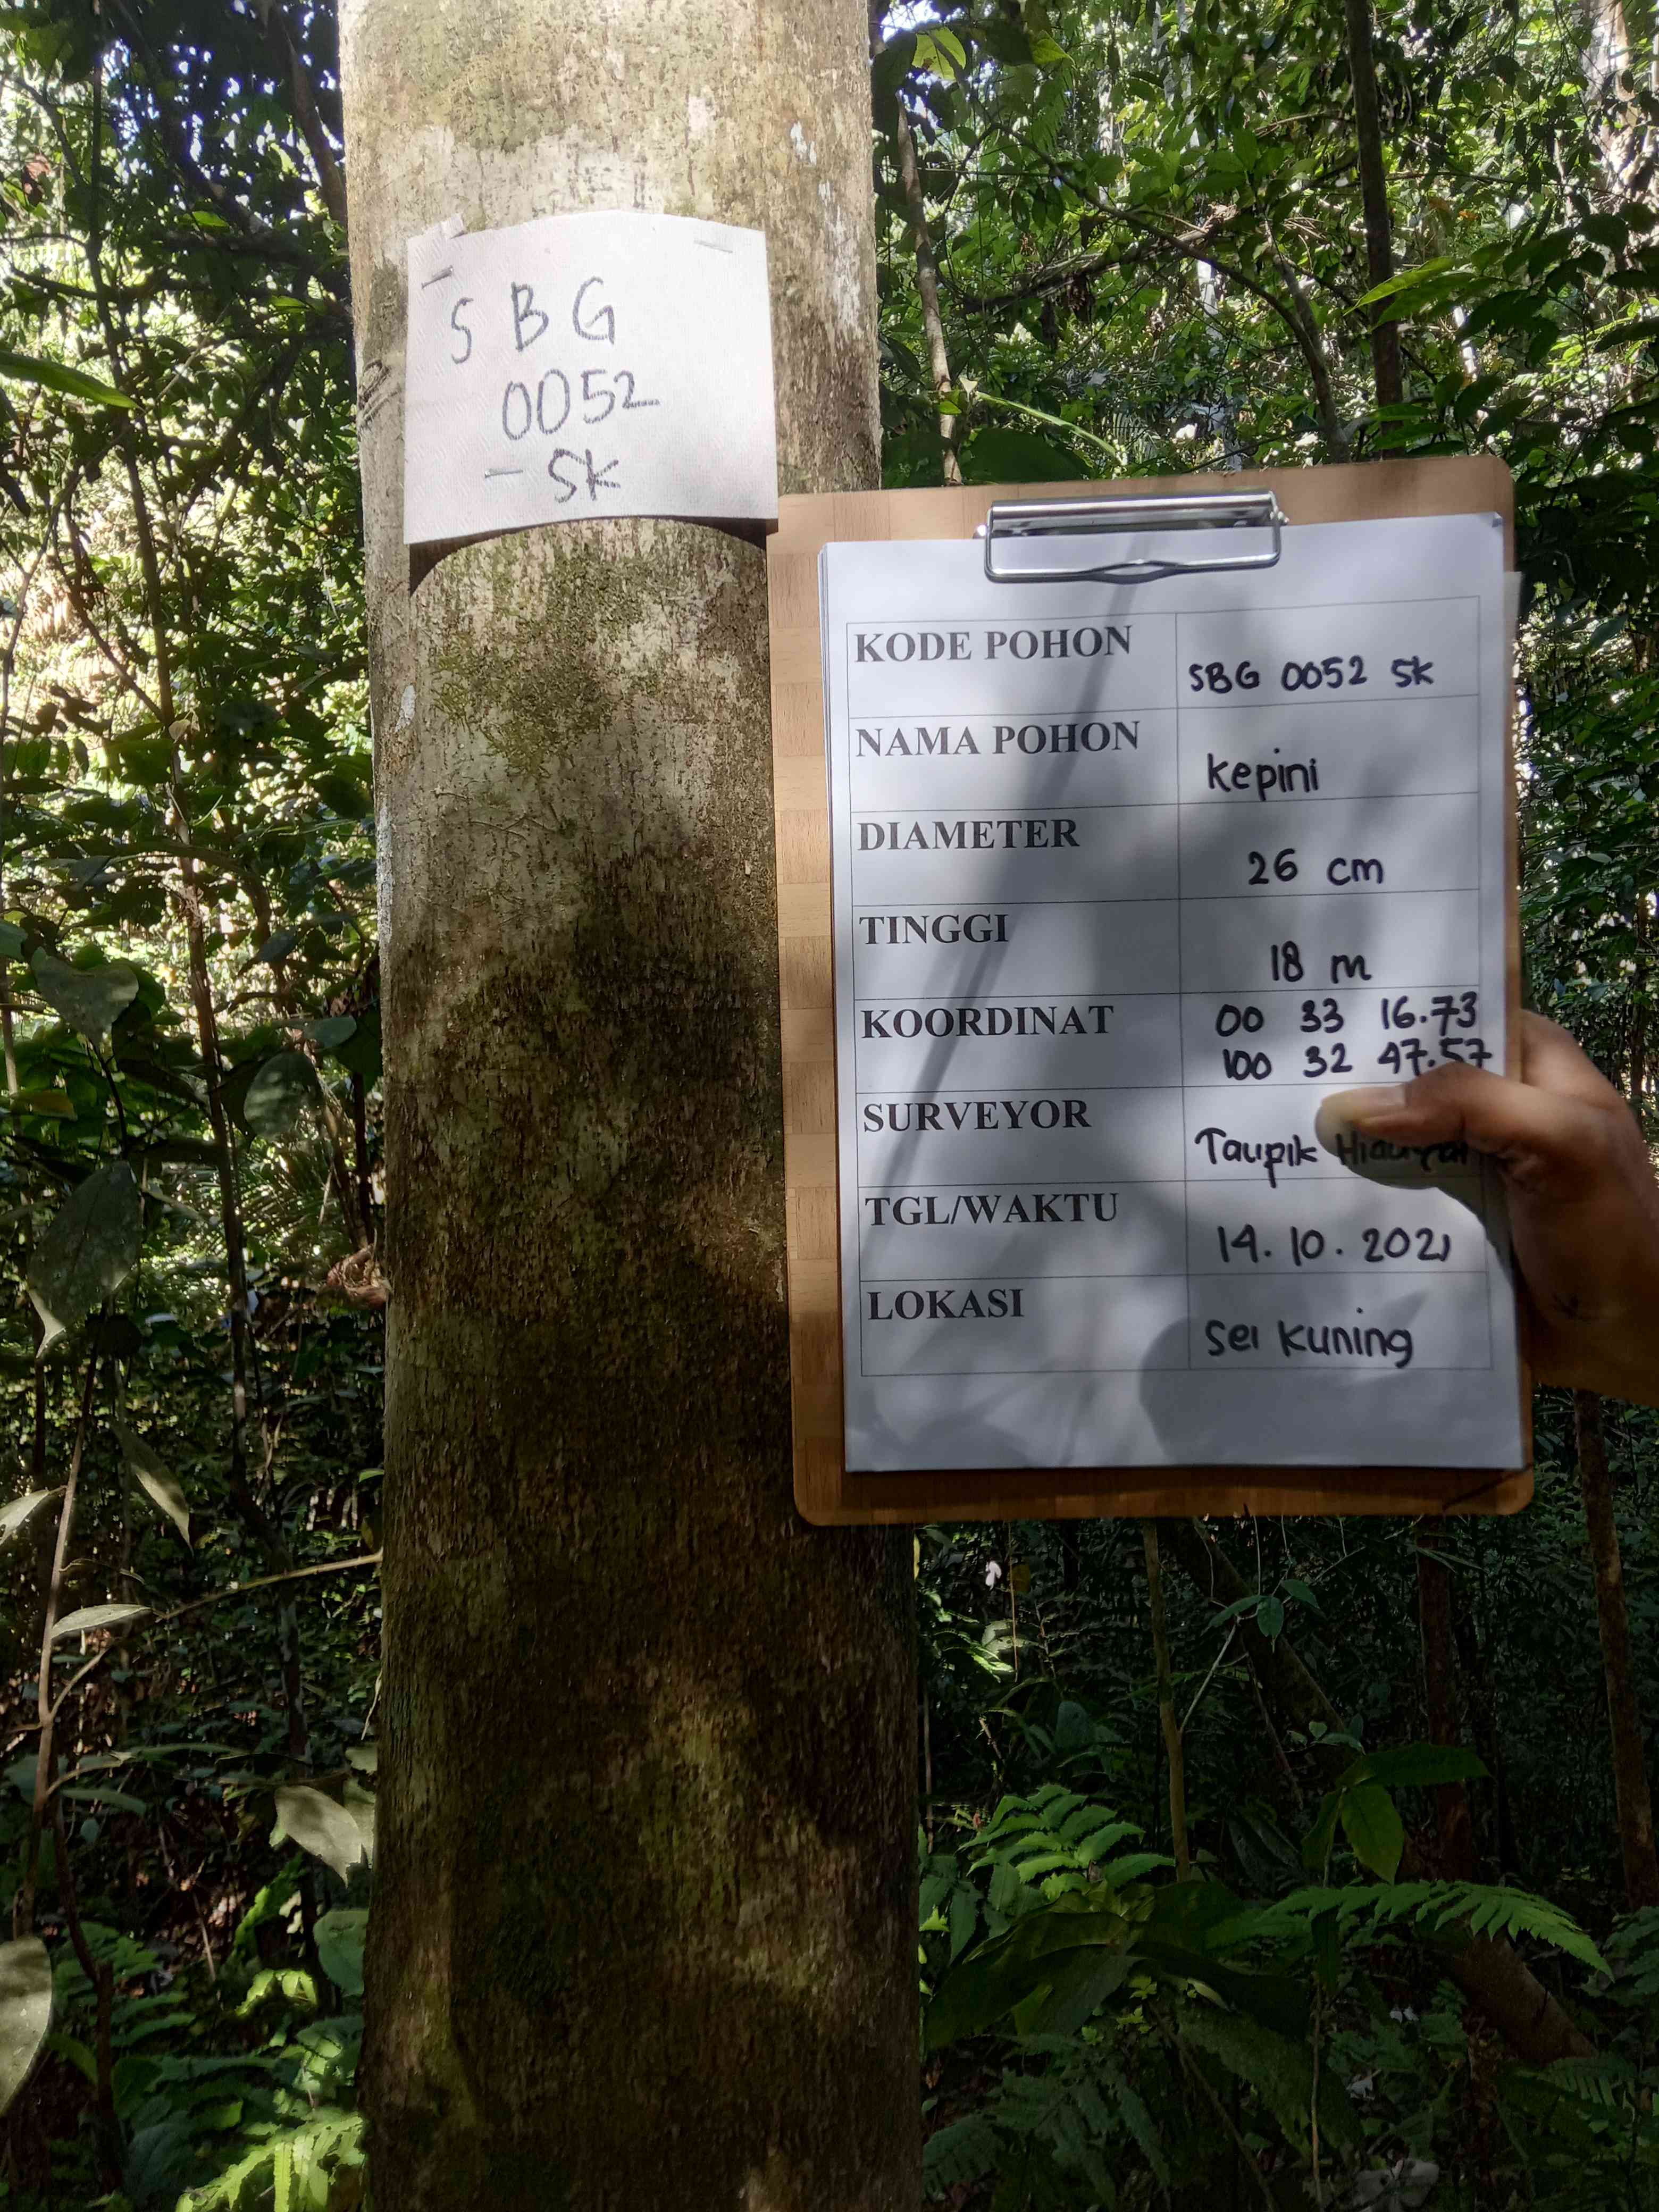 SBG
0052
SK
KODE POHON SBG 0052 SK
NAMA POHON kepini
DIAMETER 26 cm
TINGGI 18 m
KOORDINAT 00 33 16.73
100 32 47.57
SURVEYOR Taupik
TGL/WAKTU 14.10.2021
LOKASI Sei Kuning